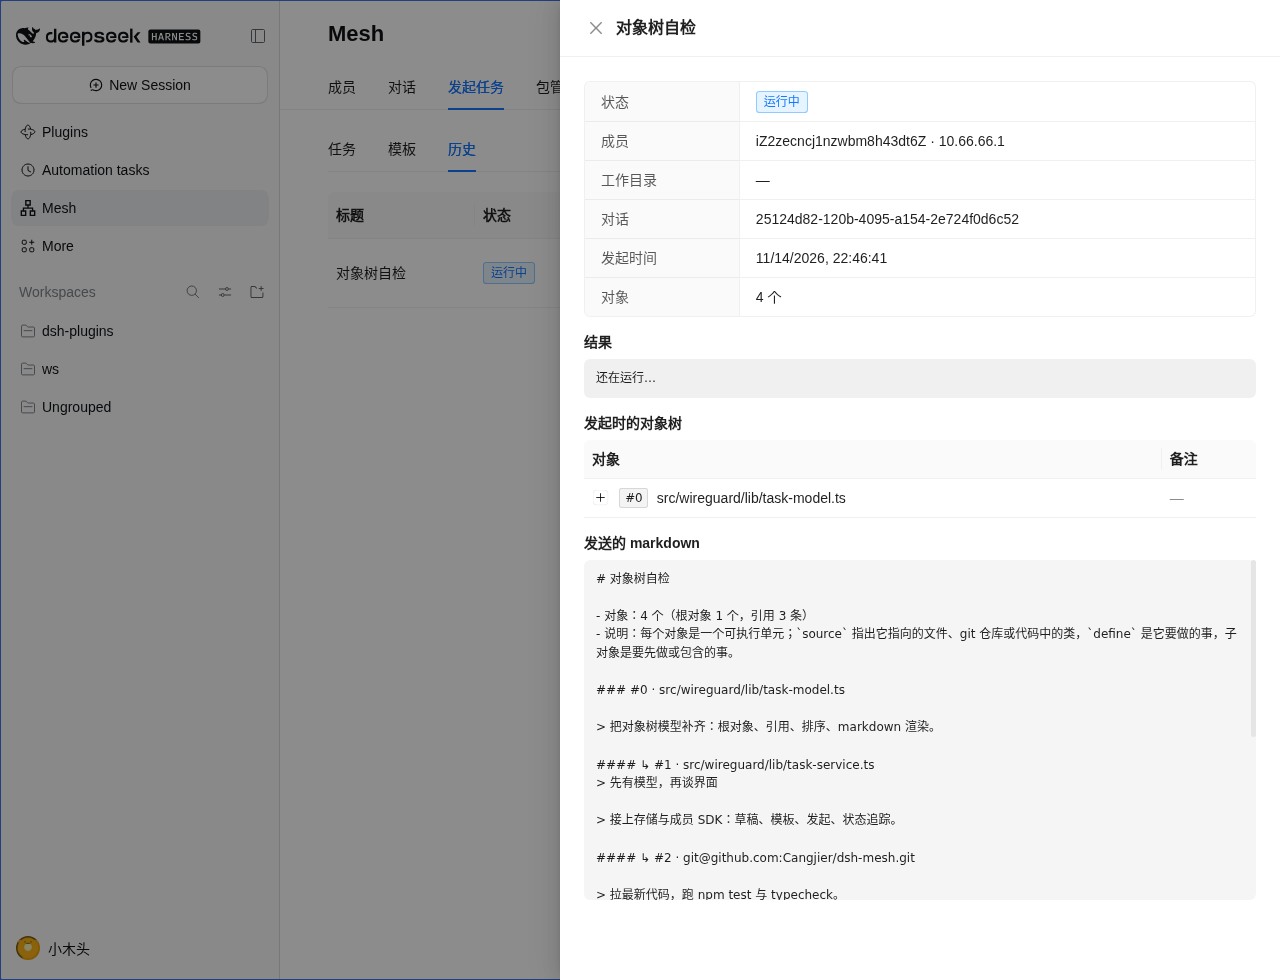 deepseek HARNESS
New Session
Plugins
Automation tasks
Mesh
More
Workspaces
dsh-plugins
ws
Ungrouped
小木头
Mesh
成员 对话 发起任务 包管
任务 模板 历史
标题 状态
对象树自检 运行中
对象树自检
状态 运行中
成员 iZ2zecncj1nzwbm8h43dt6Z · 10.66.66.1
工作目录 —
对话 25124d82-120b-4095-a154-2e724f0d6c52
发起时间 11/14/2026, 22:46:41
对象 4 个
结果
还在运行…
发起时的对象树
对象 备注
+ #0 src/wireguard/lib/task-model.ts —
发送的 markdown
# 对象树自检
- 对象：4 个（根对象 1 个，引用 3 条）
- 说明：每个对象是一个可执行单元；`source` 指出它指向的文件、git 仓库或代码中的类，`define` 是它要做的事，子
对象是要先做或包含的事。
### #0 · src/wireguard/lib/task-model.ts
> 把对象树模型补齐：根对象、引用、排序、markdown 渲染。
#### ↳ #1 · src/wireguard/lib/task-service.ts
> 先有模型，再谈界面
> 接上存储与成员 SDK：草稿、模板、发起、状态追踪。
#### ↳ #2 · git@github.com:Cangjier/dsh-mesh.git
> 拉最新代码，跑 npm test 与 typecheck。